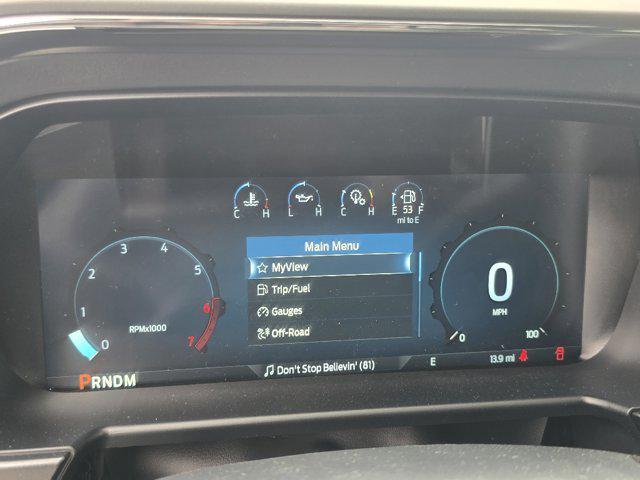 C H
L H
C H
E 53 F
mi to E
Main Menu
MyView
Trip/Fuel
Gauges
Off-Road
0 1 2 3 4 5 6 7
RPMx1000
0
MPH
0 100
PRNDM
Don't Stop Believin' (81)
E
13.9 mi